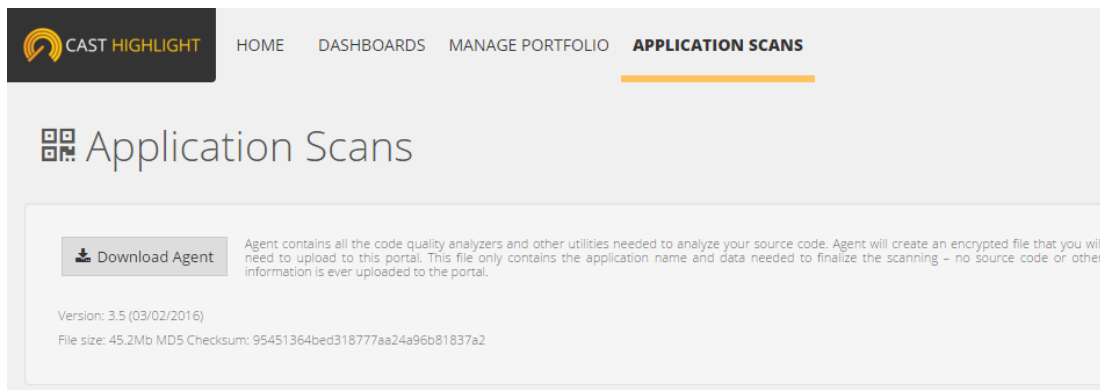 CAST HIGHLIGHT HOME DASHBOARDS MANAGE PORTFOLIO APPLICATION SCANS
Application Scans
Download Agent
Agent contains all the code quality analyzers and other utilities needed to analyze your source code. Agent will create an encrypted file that you wil
need to upload to this portal. This file only contains the application name and data needed to finalize the scanning – no source code or other
information is ever uploaded to the portal.
Version: 3.5 (03/02/2016)
File size: 45.2Mb MD5 Checksum: 95451364bed318777aa24a96b81837a2